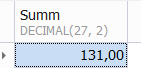 Summ
DECIMAL(27, 2)
131,00